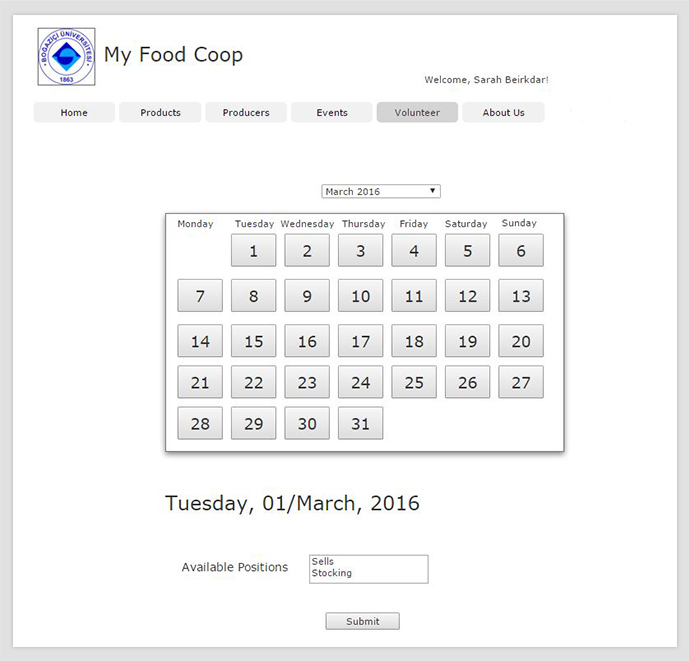 BOĞAZİÇİ ÜNİVERSİTESİ
1863
My Food Coop
Welcome, Sarah Beirkdar!
Home Products Producers Events Volunteer About Us
March 2016
Monday Tuesday Wednesday Thursday Friday Saturday Sunday
1 2 3 4 5 6
7 8 9 10 11 12 13
14 15 16 17 18 19 20
21 22 23 24 25 26 27
28 29 30 31
Tuesday, 01/March, 2016
Available Positions
Sells
Stocking
Submit